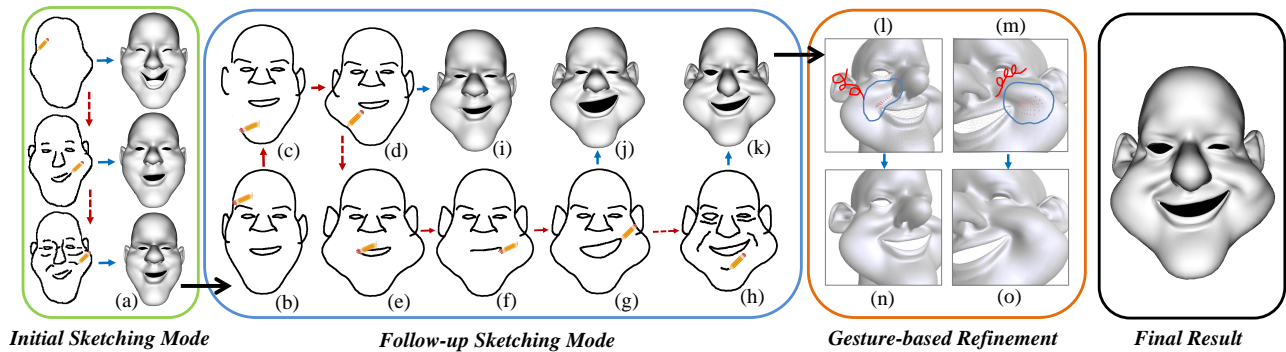 (a)
(c)
(d)
(i)
(j)
(k)
(b)
(e)
(f)
(g)
(h)
(l)
(m)
(n)
(o)
Initial Sketching Mode
Follow-up Sketching Mode
Gesture-based Refinement
Final Result